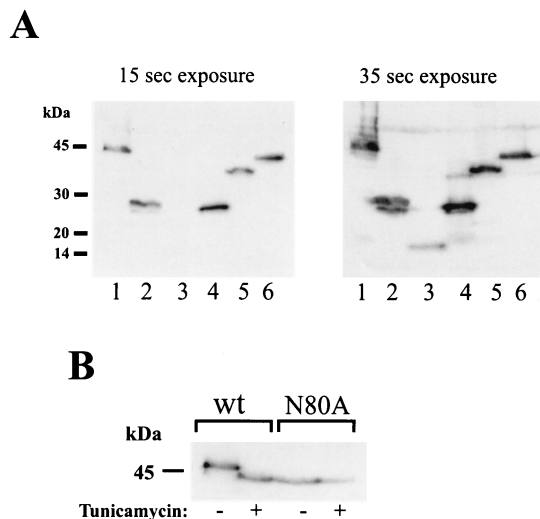 A
15 sec exposure 35 sec exposure
kDa
45
30
20
14
1 2 3 4 5 6 1 2 3 4 5 6
B
wt N80A
kDa
45
Tunicamycin: - + - +